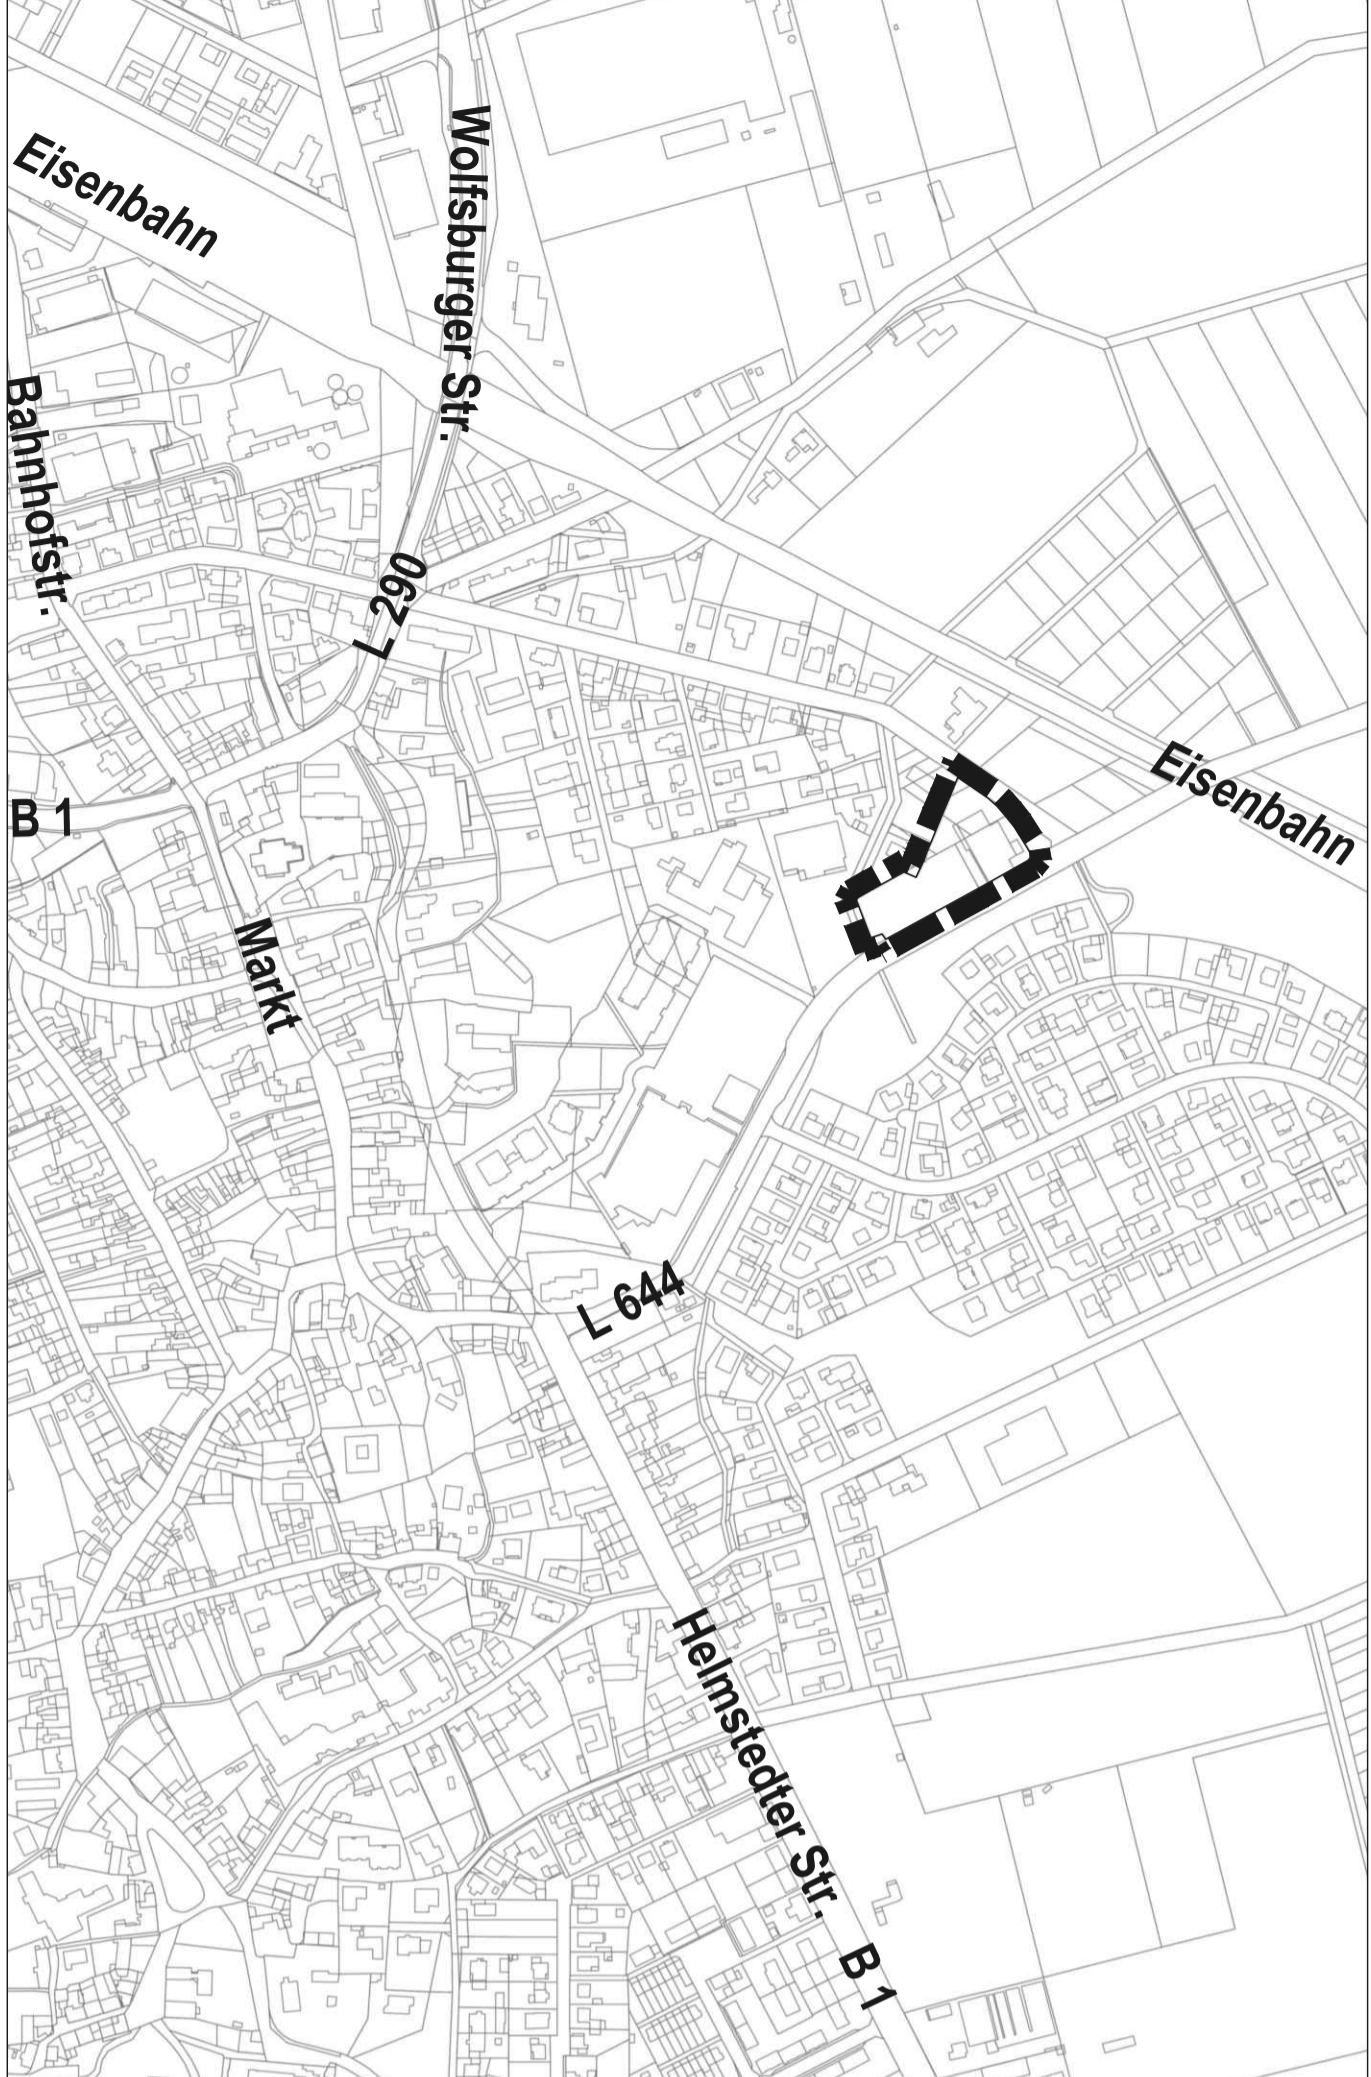 Eisenbahn
Wolfsburger Str.
Bahnhofstr.
L 290
Eisenbahn
B 1
Markt
L 644
Helmstedter Str.
B 1